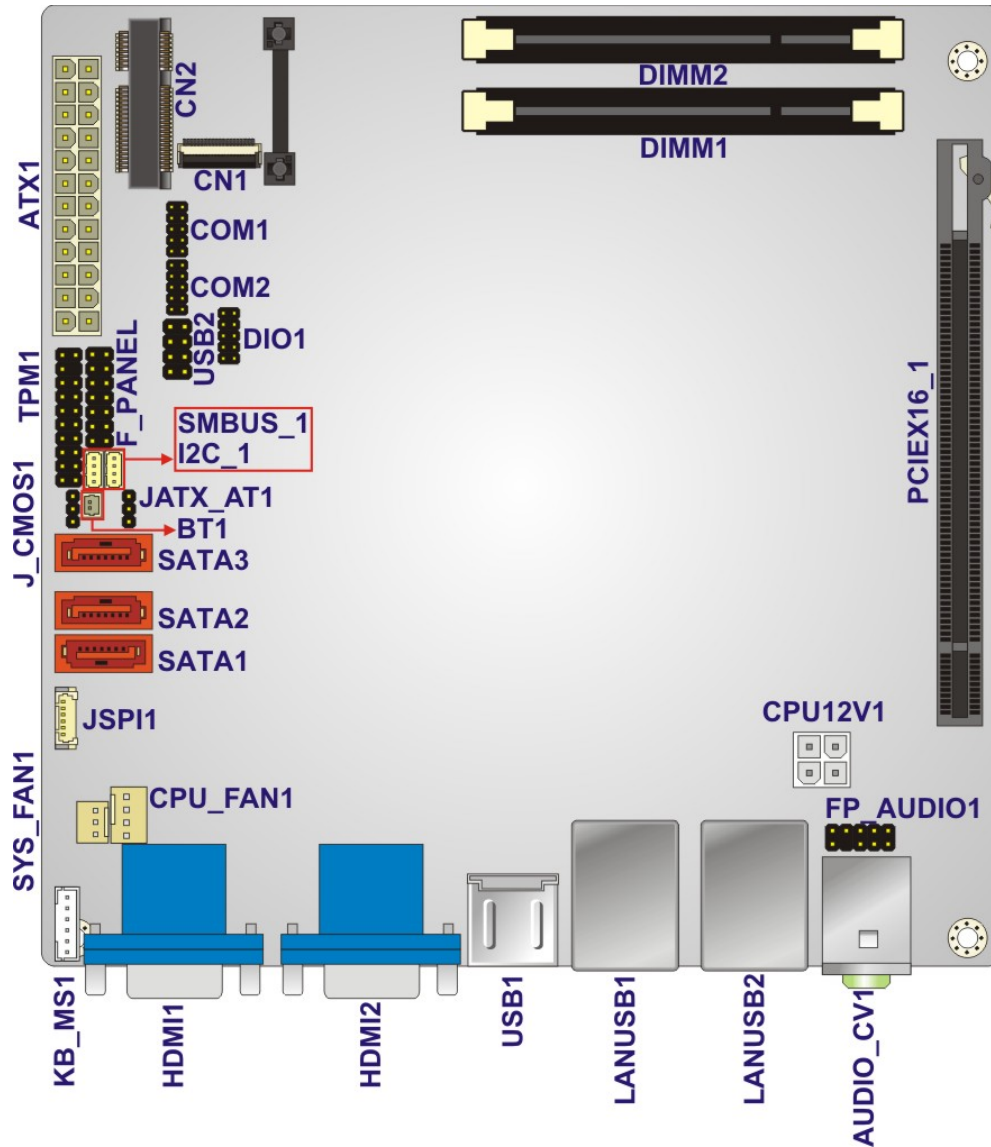 DIMM2
DIMM1
CN2
CN1
ATX1
COM1
COM2
USB2
DIO1
PCIEX16_1
TPM1
F_PANEL
SMBUS_1
I2C_1
J_CMOS1
JATX_AT1
BT1
SATA3
SATA2
SATA1
JSPI1
CPU12V1
SYS_FAN1
CPU_FAN1
FP_AUDIO1
KB_MS1
HDMI1
HDMI2
USB1
LANUSB1
LANUSB2
AUDIO_CV1